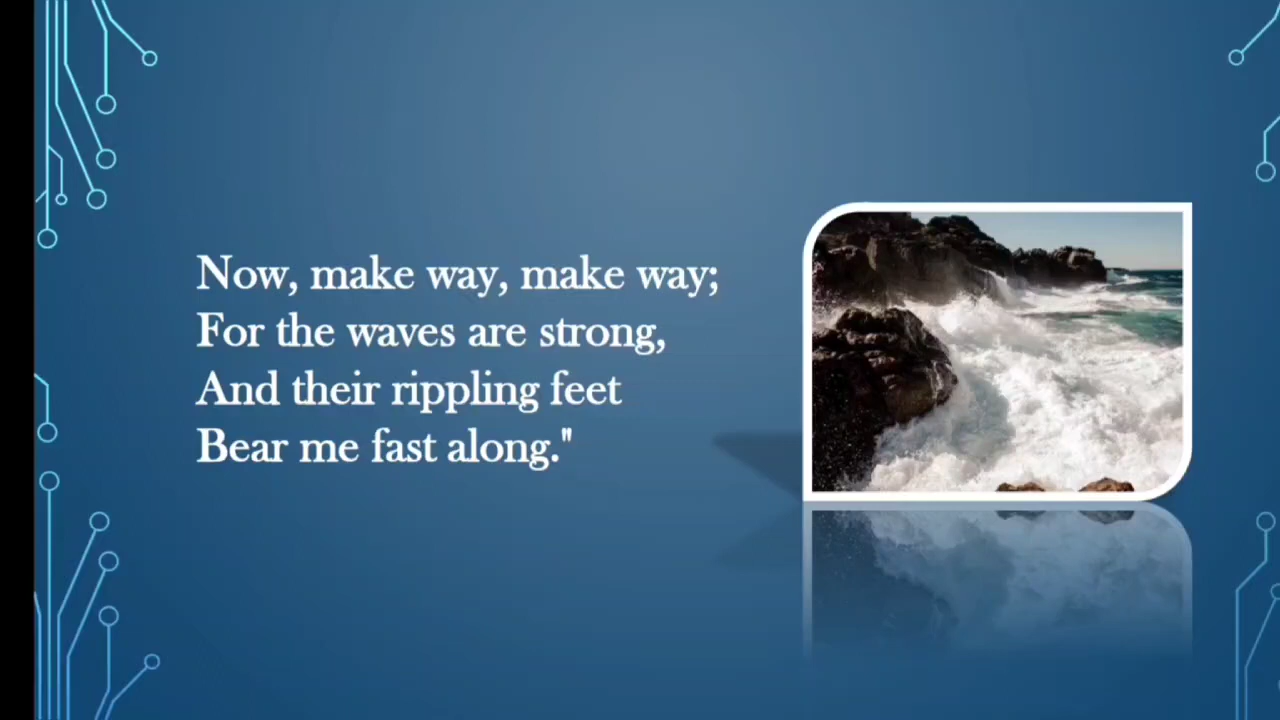 Now, make way, make way;
For the waves are strong,
And their rippling feet
Bear me fast along."